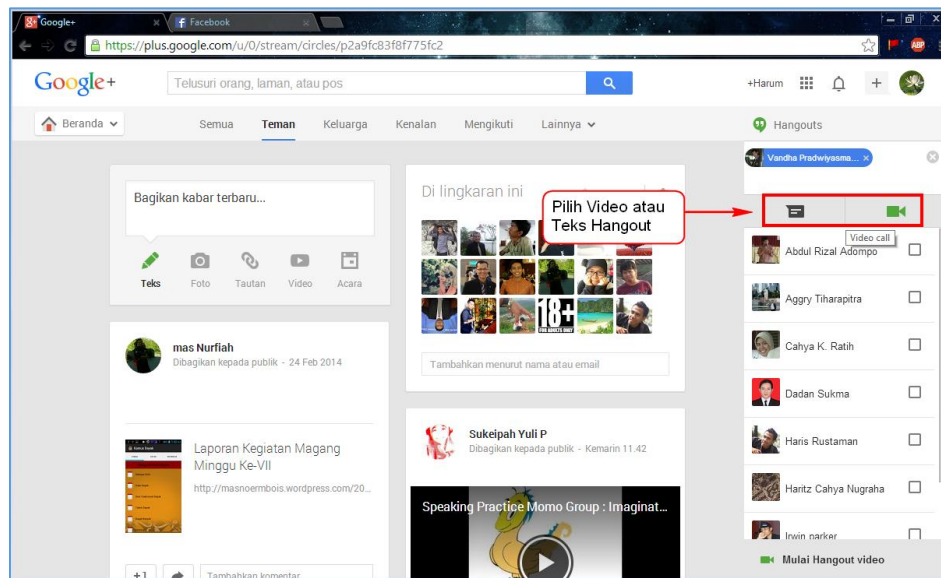 Google+
Facebook
https://plus.google.com/u/0/stream/circles/p2a9fc83f8f775fc2
ABP
Google+
Telusuri orang, laman, atau pos
+Harum
Beranda
Semua
Teman
Keluarga
Kenalan
Mengikuti
Lainnya
Hangouts
Vandha Pradwiyasma...
Bagikan kabar terbaru...
Teks
Foto
Tautan
Video
Acara
Di lingkaran ini
Pilih Video atau
Teks Hangout
Video call
18+
FOR ADULTS ONLY
Tambahkan menurut nama atau email
Abdul Rizal Adompo
Aggry Tiharapitra
Cahya K. Ratih
Dadan Sukma
Haris Rustaman
Haritz Cahya Nugraha
Irwin parker
Mulai Hangout video
mas Nurfiah
Dibagikan kepada publik - 24 Feb 2014
Laporan Kegiatan Magang
Minggu Ke-VII
http://masnoermbois.wordpress.com/20...
+1
Tambahkan komentar
Sukeipah Yuli P
Dibagikan kepada publik - Kemarin 11.42
Speaking Practice Momo Group : Imaginat...